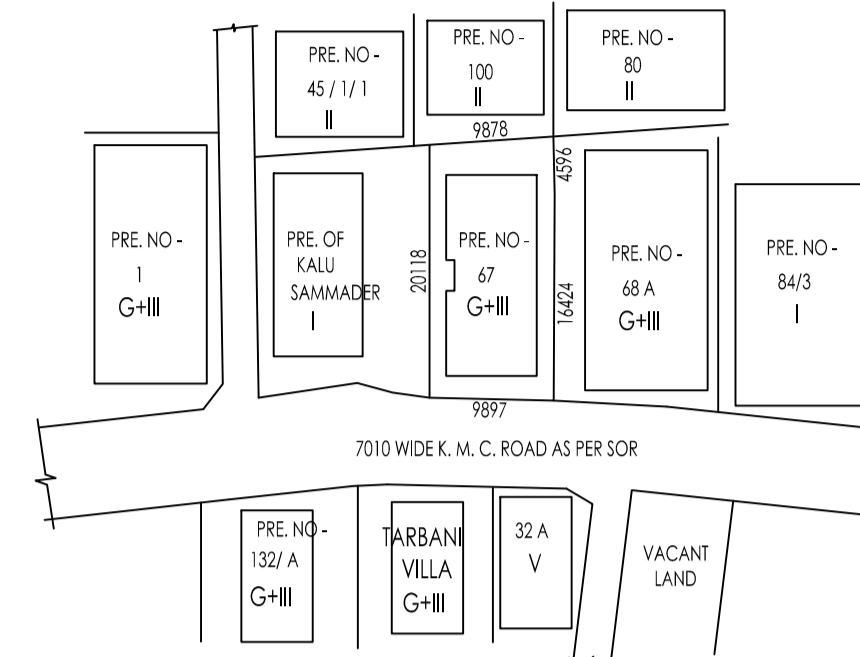 PRE. NO -
45 / 1/ 1
II
PRE. NO -
100
II
PRE. NO -
80
II
9878
4596
PRE. NO -
1
G+III
PRE. OF
KALU
SAMMADER
I
20118
PRE. NO -
67
G+III
16424
PRE. NO -
68 A
G+III
PRE. NO -
84/3
I
9897
7010 WIDE K. M. C. ROAD AS PER SOR
PRE. NO -
132/ A
G+III
TARBANI
VILLA
G+III
32 A
V
VACANT
LAND